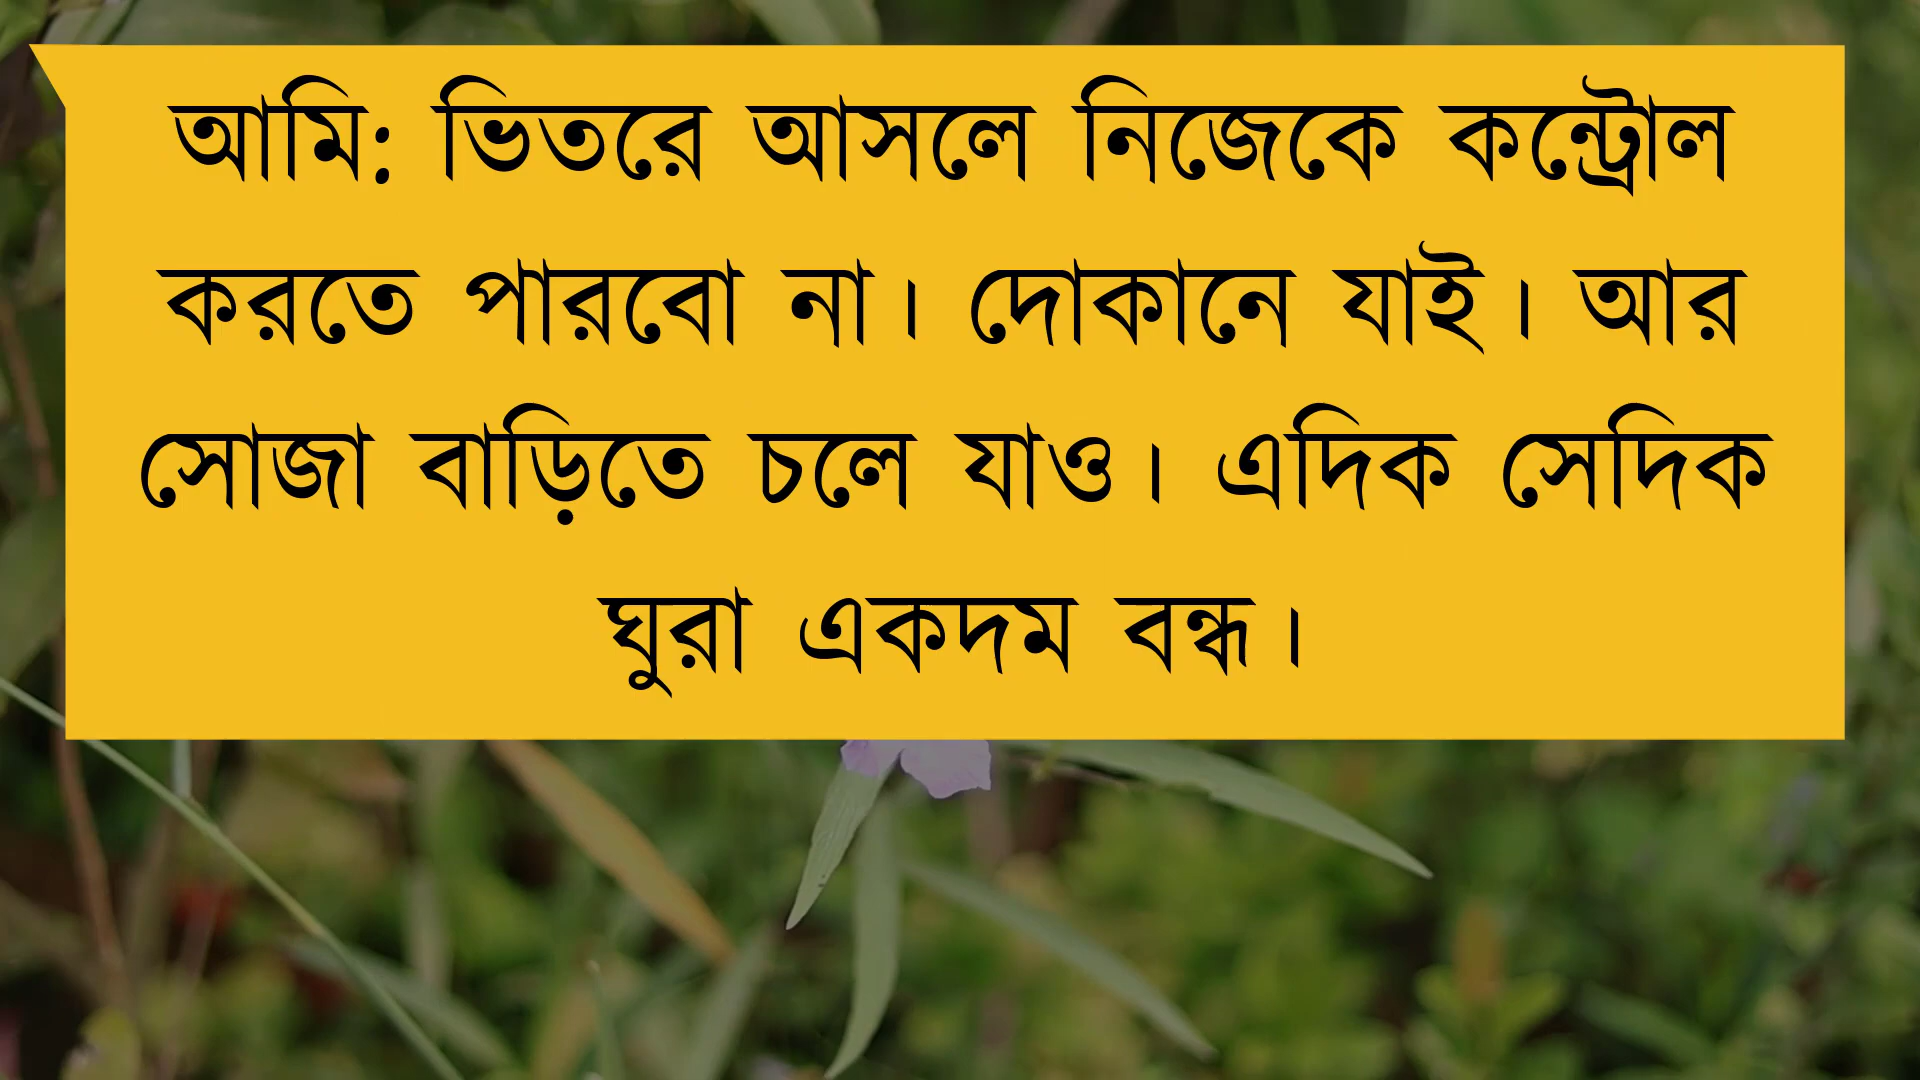 আমি: ভিতরে আসলে নিজেকে কন্ট্রোল
করতে পারবো না। দোকানে যাই। আর
সোজা বাড়িতে চলে যাও। এদিক সেদিক
ঘুরা একদম বন্ধ।